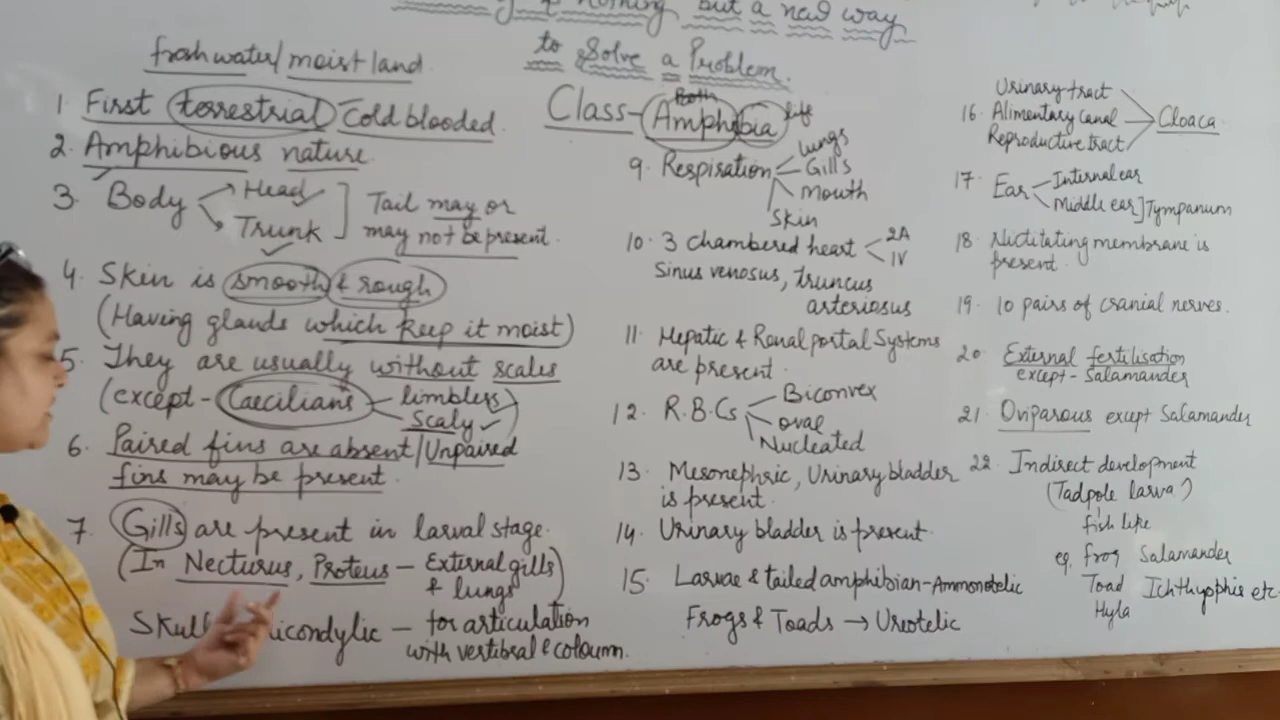 of nothing but a new way
to Solve a Problem.
fresh water/moist land
1. First terrestrial Cold blooded.
2. Amphibious nature.
3. Body Head
Trunk
Tail may or
may not be present.
4. Skin is smooth & rough
(Having glands which keep it moist)
5. They are usually without scales
(except - Caecilians limbless
Scaly)
6. Paired fins are absent/Unpaired
fins may be present.
7. Gills are present in larval stage.
(In Necturus, Proteus - External gills
& lungs)
Skull icondylic - for articulation
with vertibral coloumn.
Class - Amphibia
Both
life
9. Respiration Lungs
Gills
Mouth
Skin
10. 3 chambered heart 2A
1V
Sinus venosus, truncus
arteriosus
11. Hepatic & Ranal portal Systems
are present.
12. R.B.Cs Biconvex
oval
Nucleated
13. Mesonephric, Urinary bladder
is present.
14. Urinary bladder is present.
15. Larvae & tailed amphibian - Ammonotelic
Frogs & Toads → Ureotelic
Urinary tract
16. Alimentary canal Cloaca
Reproductive tract
17. Ear Internal ear
Middle ear] Tympanum
18. Nictitating membrane is
present.
19. 10 pairs of cranial nerves.
20. External fertilisation
except - Salamander
21. Oviparous except Salamander
22. Indirect development
(Tadpole larva)
fish like
eg. frog Salamander
Toad Ichthyophis etc.
Hyla